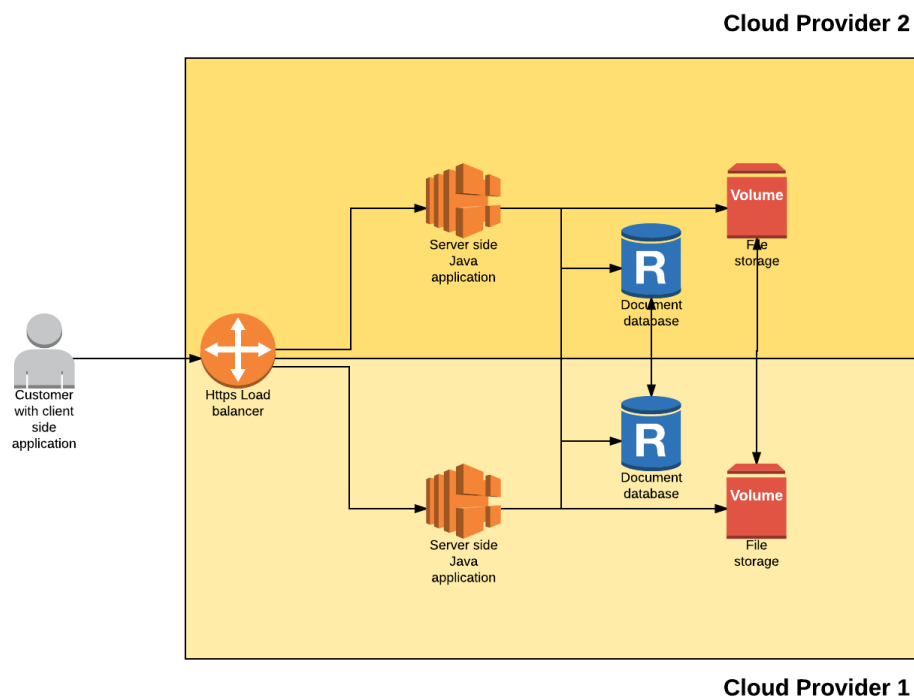 Cloud Provider 2
Volume
Server side
Java
application
File
storage
R
Document
database
Customer
with client
side
application
Https Load
balancer
R
Document
database
Volume
Server side
Java
application
File
storage
Cloud Provider 1